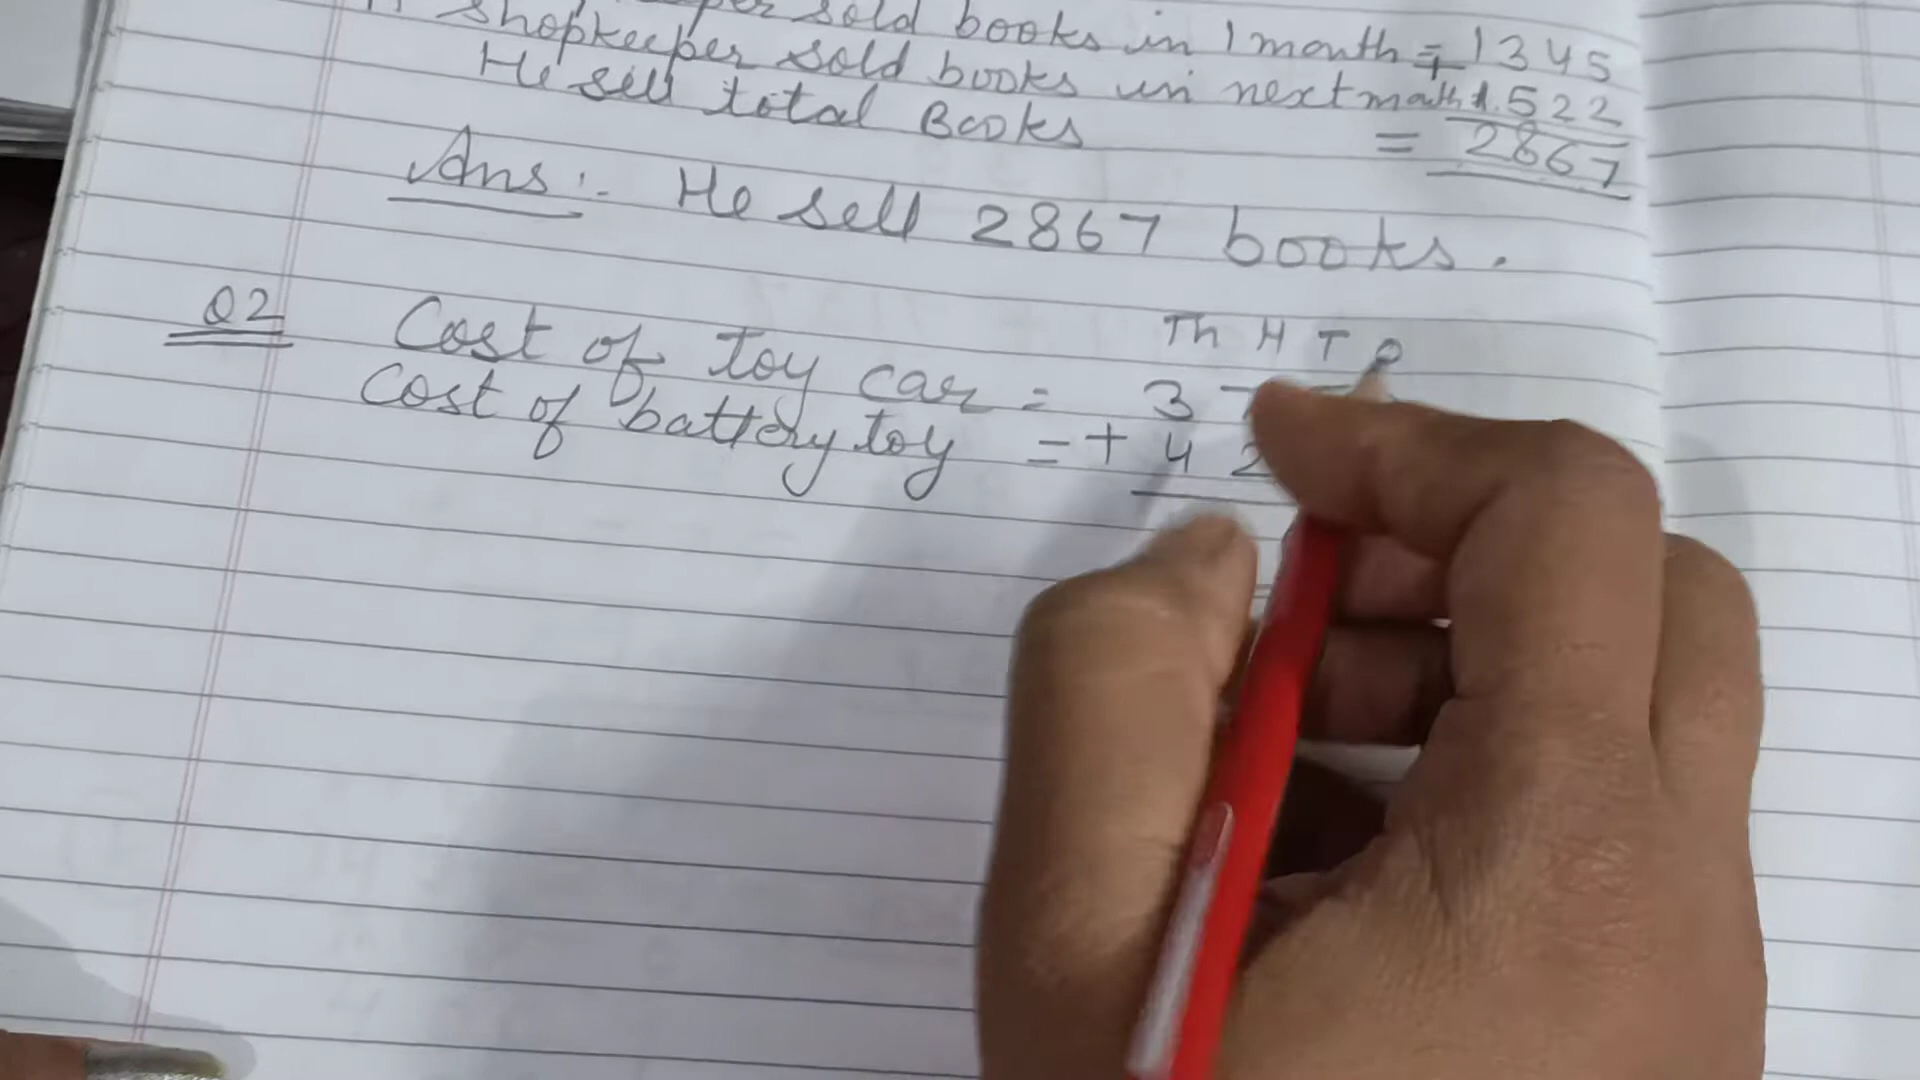 sold books in 1 month = 1345
shopkeeper sold books in next month + 1522
He sell total Books = 2867
Ans :- He sell 2867 books.
Th H T O
Q2 Cost of toy car = 3
Cost of battery toy = + 4 2